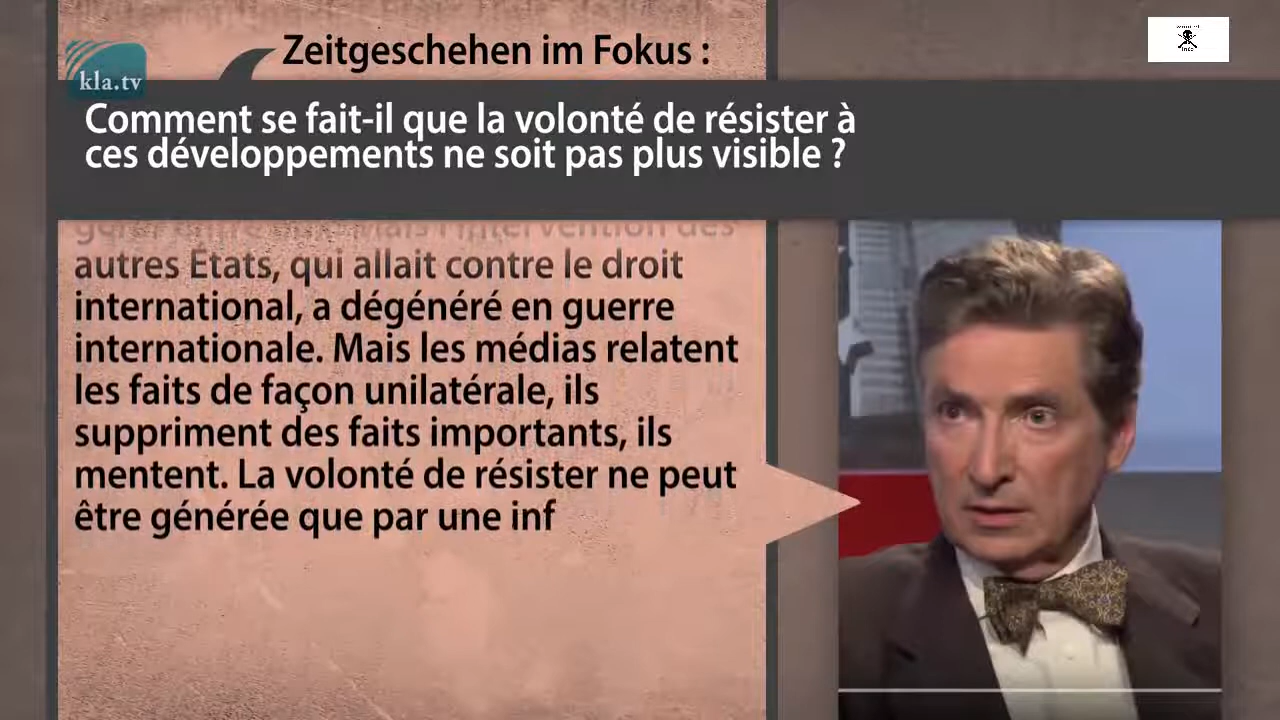 kla.tv
Zeitgeschehen im Fokus :
Comment se fait-il que la volonté de résister à
ces développements ne soit pas plus visible ?
autres Etats, qui allait contre le droit
international, a dégénéré en guerre
internationale. Mais les médias relatent
les faits de façon unilatérale, ils
suppriment des faits importants, ils
mentent. La volonté de résister ne peut
être générée que par une inf